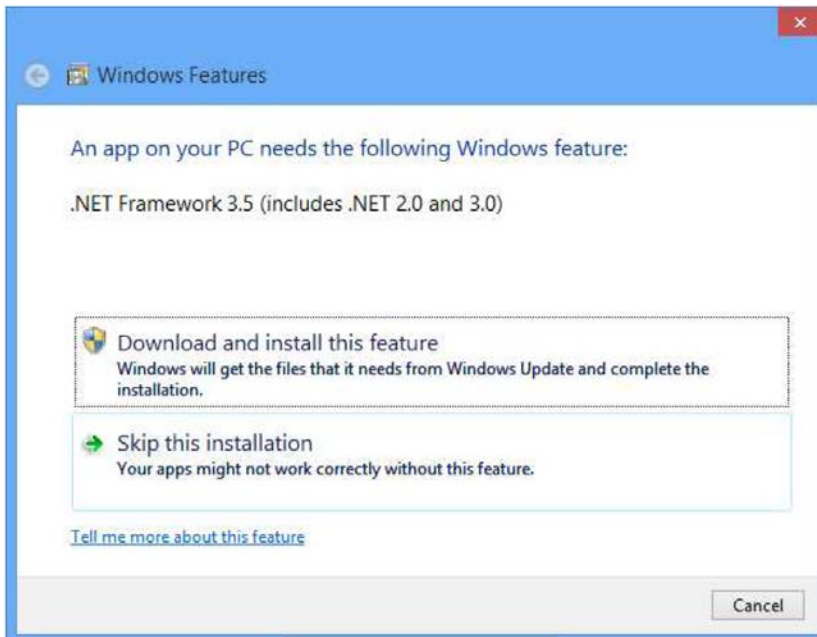 Windows Features
An app on your PC needs the following Windows feature:
.NET Framework 3.5 (includes .NET 2.0 and 3.0)
Download and install this feature
Windows will get the files that it needs from Windows Update and complete the
installation.
Skip this installation
Your apps might not work correctly without this feature.
Tell me more about this feature
Cancel